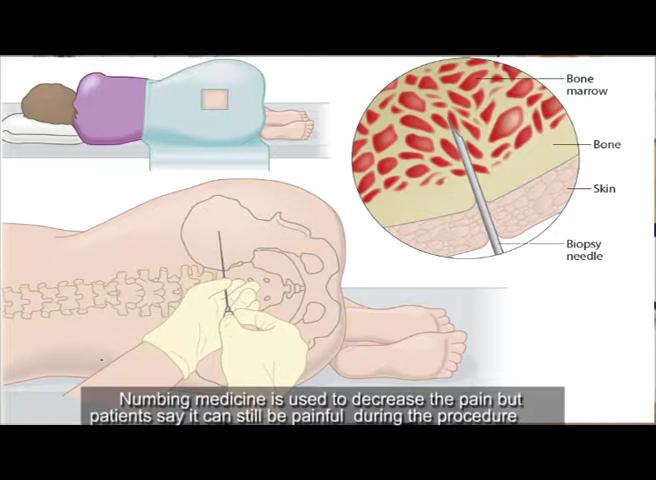 Bone
marrow
Bone
Skin
Biopsy
needle
Numbing medicine is used to decrease the pain but
patients say it can still be painful during the procedure